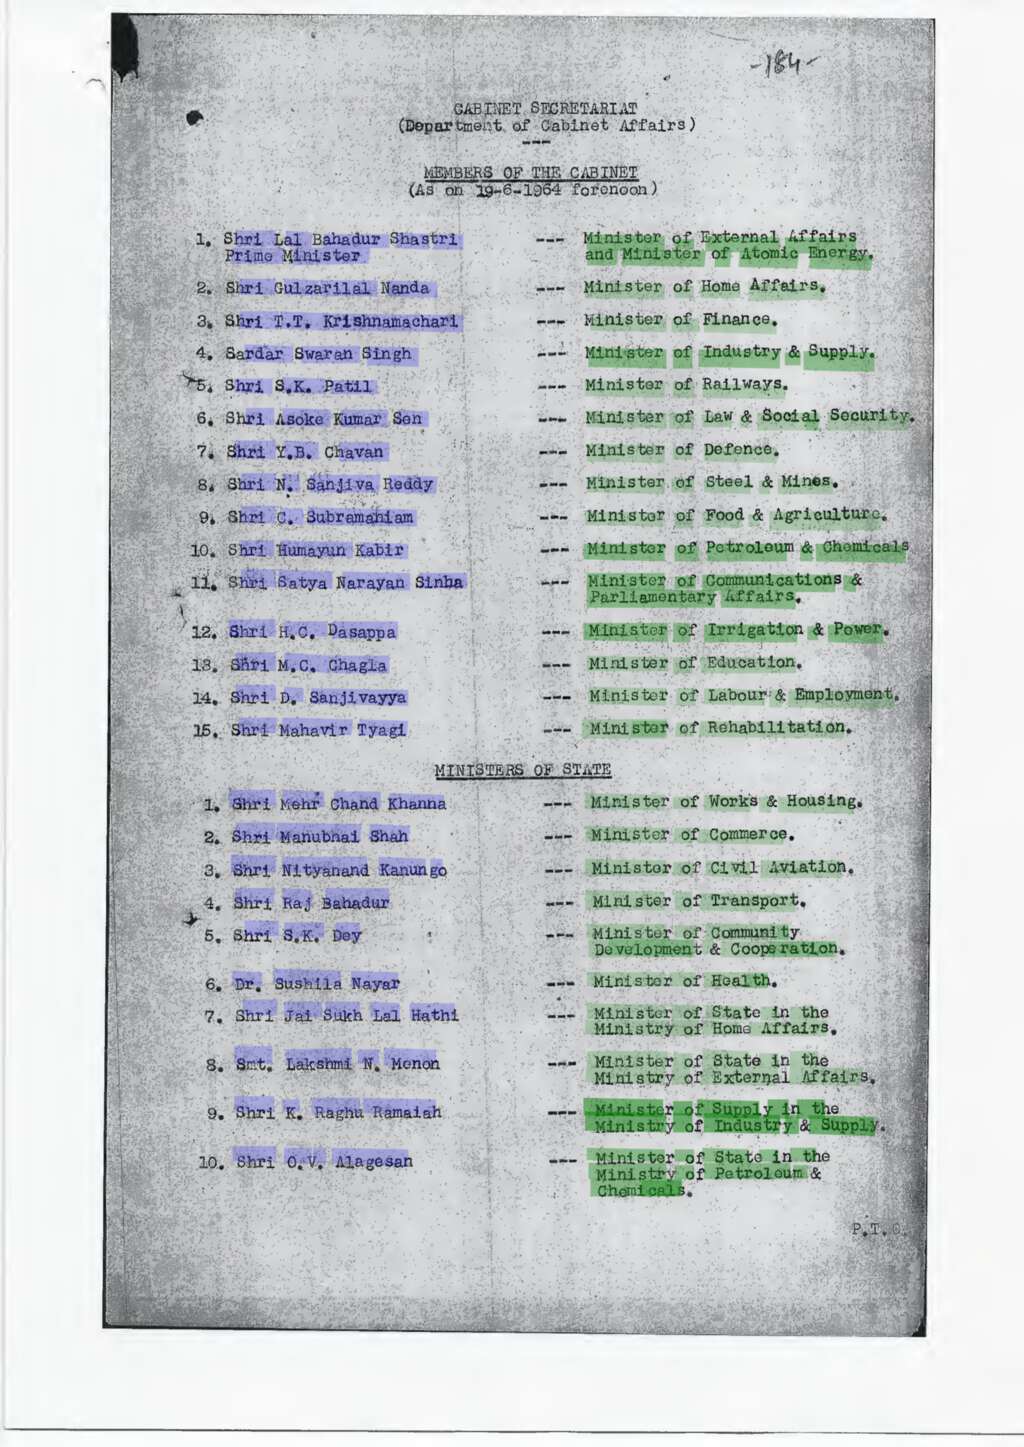 -184-
CABINET SECRETARIAT
(Department of Cabinet Affairs)
---
MEMBERS OF THE CABINET
(As on 19-6-1964 forenoon)
1. Shri Lal Bahadur Shastri --- Minister of External Affairs
Prime Minister and Minister of Atomic Energy.
2. Shri Gulzarilal Nanda --- Minister of Home Affairs.
3. Shri T.T. Krishnamachari --- Minister of Finance.
4. Sardar Swaran Singh --- Minister of Industry & Supply.
5. Shri S.K. Patil --- Minister of Railways.
6. Shri Asoke Kumar Sen --- Minister of Law & Social Security.
7. Shri Y.B. Chavan --- Minister of Defence.
8. Shri N. Sanjiva Reddy --- Minister of Steel & Mines.
9. Shri C. Subramaniam --- Minister of Food & Agriculture.
10. Shri Humayun Kabir --- Minister of Petroleum & Chemicals
11. Shri Satya Narayan Sinha --- Minister of Communications &
Parliamentary Affairs.
12. Shri H.C. Dasappa --- Minister of Irrigation & Power.
13. Shri M.C. Chagla --- Minister of Education.
14. Shri D. Sanjivayya --- Minister of Labour & Employment.
15. Shri Mahavir Tyagi --- Minister of Rehabilitation.
MINISTERS OF STATE
1. Shri Mehr Chand Khanna --- Minister of Works & Housing.
2. Shri Manubhai Shah --- Minister of Commerce.
3. Shri Nityanand Kanungo --- Minister of Civil Aviation.
4. Shri Raj Bahadur --- Minister of Transport.
5. Shri S.K. Dey --- Minister of Community
Development & Cooperation.
6. Dr. Sushila Nayar --- Minister of Health.
7. Shri Jai Sukh Lal Hathi --- Minister of State in the
Ministry of Home Affairs.
8. Smt. Lakshmi N. Menon --- Minister of State in the
Ministry of External Affairs.
9. Shri K. Raghu Ramaiah --- Minister of Supply in the
Ministry of Industry & Supply.
10. Shri O.V. Alagesan --- Minister of State in the
Ministry of Petroleum &
Chemicals.
P.T.O.